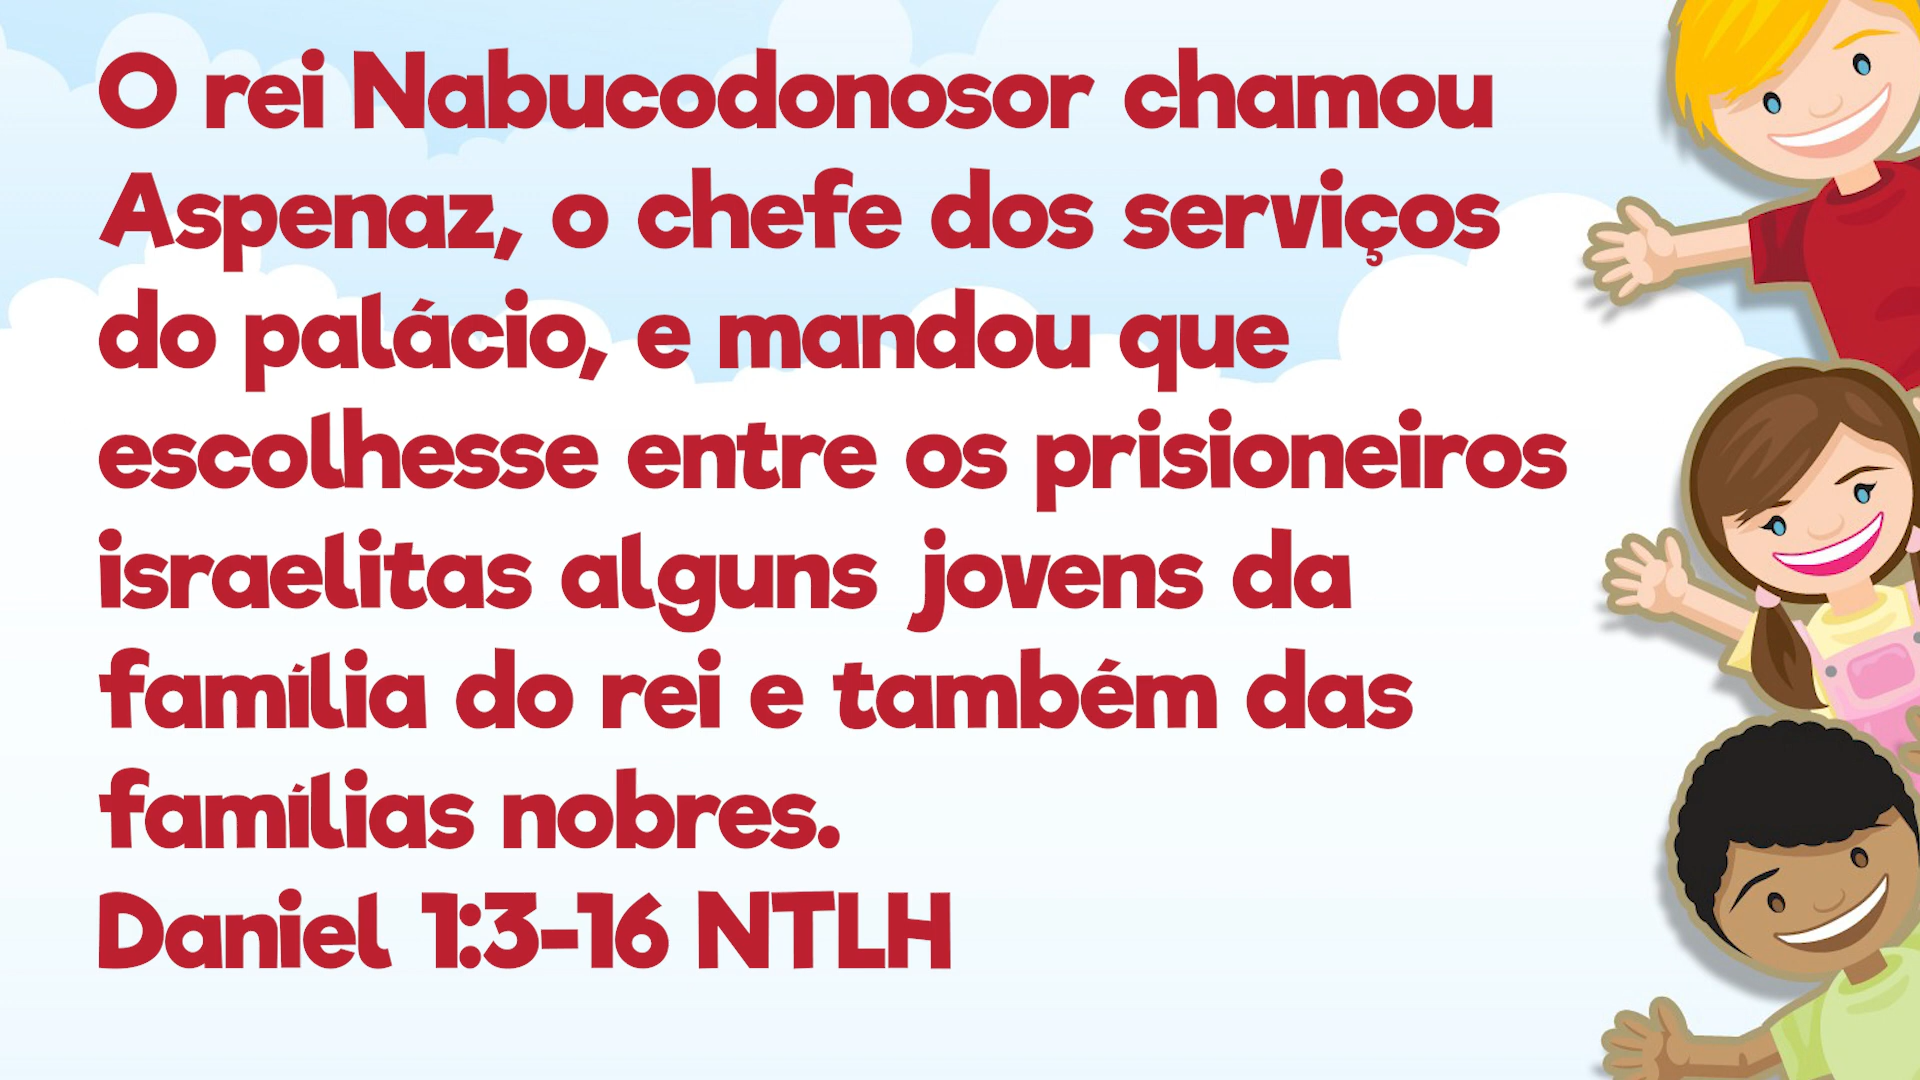 O rei Nabucodonosor chamou
Aspenaz, o chefe dos serviços
do palácio, e mandou que
escolhesse entre os prisioneiros
israelitas alguns jovens da
família do rei e também das
famílias nobres.
Daniel 1:3-16 NTLH